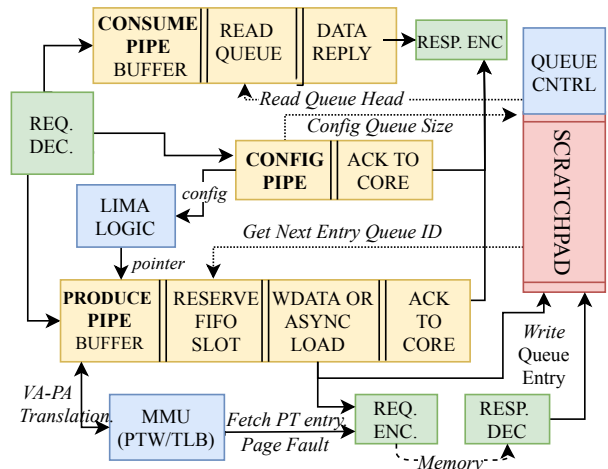 CONSUME
PIPE
BUFFER
READ
QUEUE
DATA
REPLY
RESP. ENC
QUEUE
CNTRL
Read Queue Head
Config Queue Size
REQ.
DEC.
CONFIG
PIPE
ACK TO
CORE
SCRATCHPAD
config
LIMA
LOGIC
pointer
Get Next Entry Queue ID
PRODUCE
PIPE
BUFFER
RESERVE
FIFO
SLOT
WDATA OR
ASYNC
LOAD
ACK
TO
CORE
Write
Queue
Entry
VA-PA
Translation.
MMU
(PTW/TLB)
Fetch PT entry
Page Fault
REQ.
ENC.
RESP.
DEC
Memory